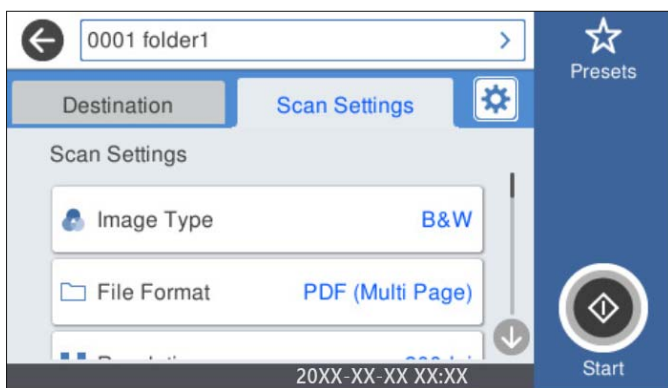 0001 folder1
Presets
Destination
Scan Settings
Scan Settings
Image Type
B&W
File Format
PDF (Multi Page)
20XX-XX-XX XX:XX
Start